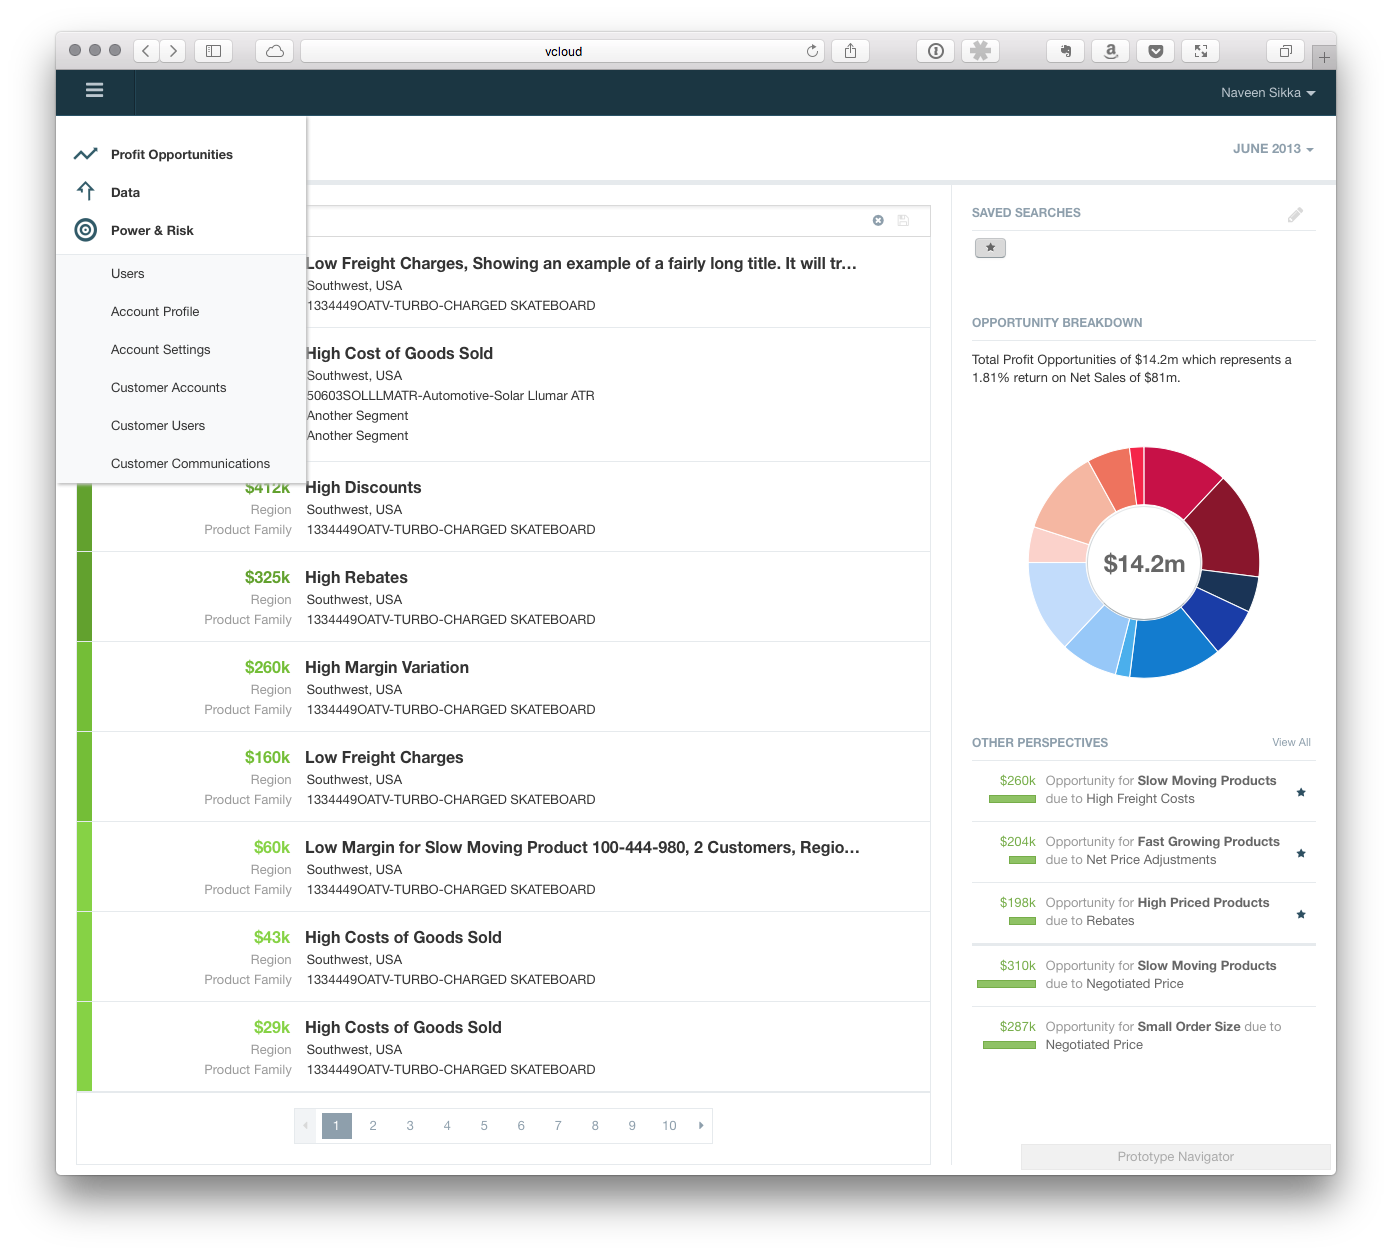 vcloud
Naveen Sikka
Profit Opportunities
Data
Power & Risk
Users
Account Profile
Account Settings
Customer Accounts
Customer Users
Customer Communications
JUNE 2013
Low Freight Charges, Showing an example of a fairly long title. It will tr...
Southwest, USA
1334449OATV-TURBO-CHARGED SKATEBOARD
High Cost of Goods Sold
Southwest, USA
50603SOLLLMATR-Automotive-Solar Llumar ATR
Another Segment
Another Segment
$412k High Discounts
Region Southwest, USA
Product Family 1334449OATV-TURBO-CHARGED SKATEBOARD
$325k High Rebates
Region Southwest, USA
Product Family 1334449OATV-TURBO-CHARGED SKATEBOARD
$260k High Margin Variation
Region Southwest, USA
Product Family 1334449OATV-TURBO-CHARGED SKATEBOARD
$160k Low Freight Charges
Region Southwest, USA
Product Family 1334449OATV-TURBO-CHARGED SKATEBOARD
$60k Low Margin for Slow Moving Product 100-444-980, 2 Customers, Regio...
Region Southwest, USA
Product Family 1334449OATV-TURBO-CHARGED SKATEBOARD
$43k High Costs of Goods Sold
Region Southwest, USA
Product Family 1334449OATV-TURBO-CHARGED SKATEBOARD
$29k High Costs of Goods Sold
Region Southwest, USA
Product Family 1334449OATV-TURBO-CHARGED SKATEBOARD
1 2 3 4 5 6 7 8 9 10
SAVED SEARCHES
OPPORTUNITY BREAKDOWN
Total Profit Opportunities of $14.2m which represents a
1.81% return on Net Sales of $81m.
$14.2m
OTHER PERSPECTIVES View All
$260k Opportunity for Slow Moving Products
due to High Freight Costs
$204k Opportunity for Fast Growing Products
due to Net Price Adjustments
$198k Opportunity for High Priced Products
due to Rebates
$310k Opportunity for Slow Moving Products
due to Negotiated Price
$287k Opportunity for Small Order Size due to
Negotiated Price
Prototype Navigator